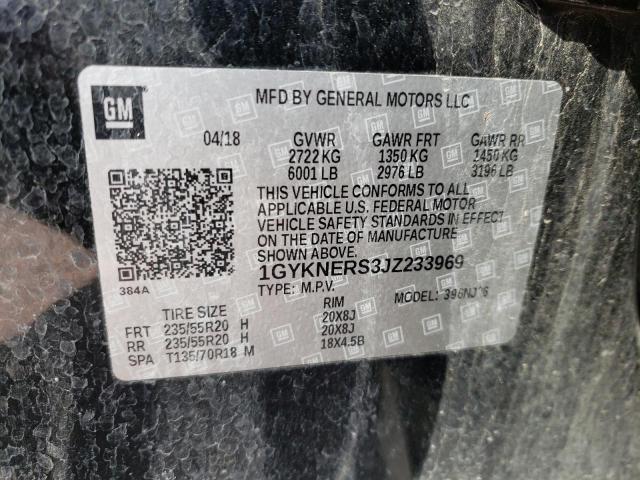 GM
MFD BY GENERAL MOTORS LLC
04/18 GVWR GAWR FRT GAWR RR
2722 KG 1350 KG 1450 KG
6001 LB 2976 LB 3196 LB
THIS VEHICLE CONFORMS TO ALL
APPLICABLE U.S. FEDERAL MOTOR
VEHICLE SAFETY STANDARDS IN EFFECT
ON THE DATE OF MANUFACTURE
SHOWN ABOVE.
1GYKNERS3JZ233969
384A
TYPE: M.P.V. MODEL:
TIRE SIZE RIM
FRT 235/55R20 H 20X8J
RR 235/55R20 H 20X8J
SPA T135/70R18 M 18X4.5B